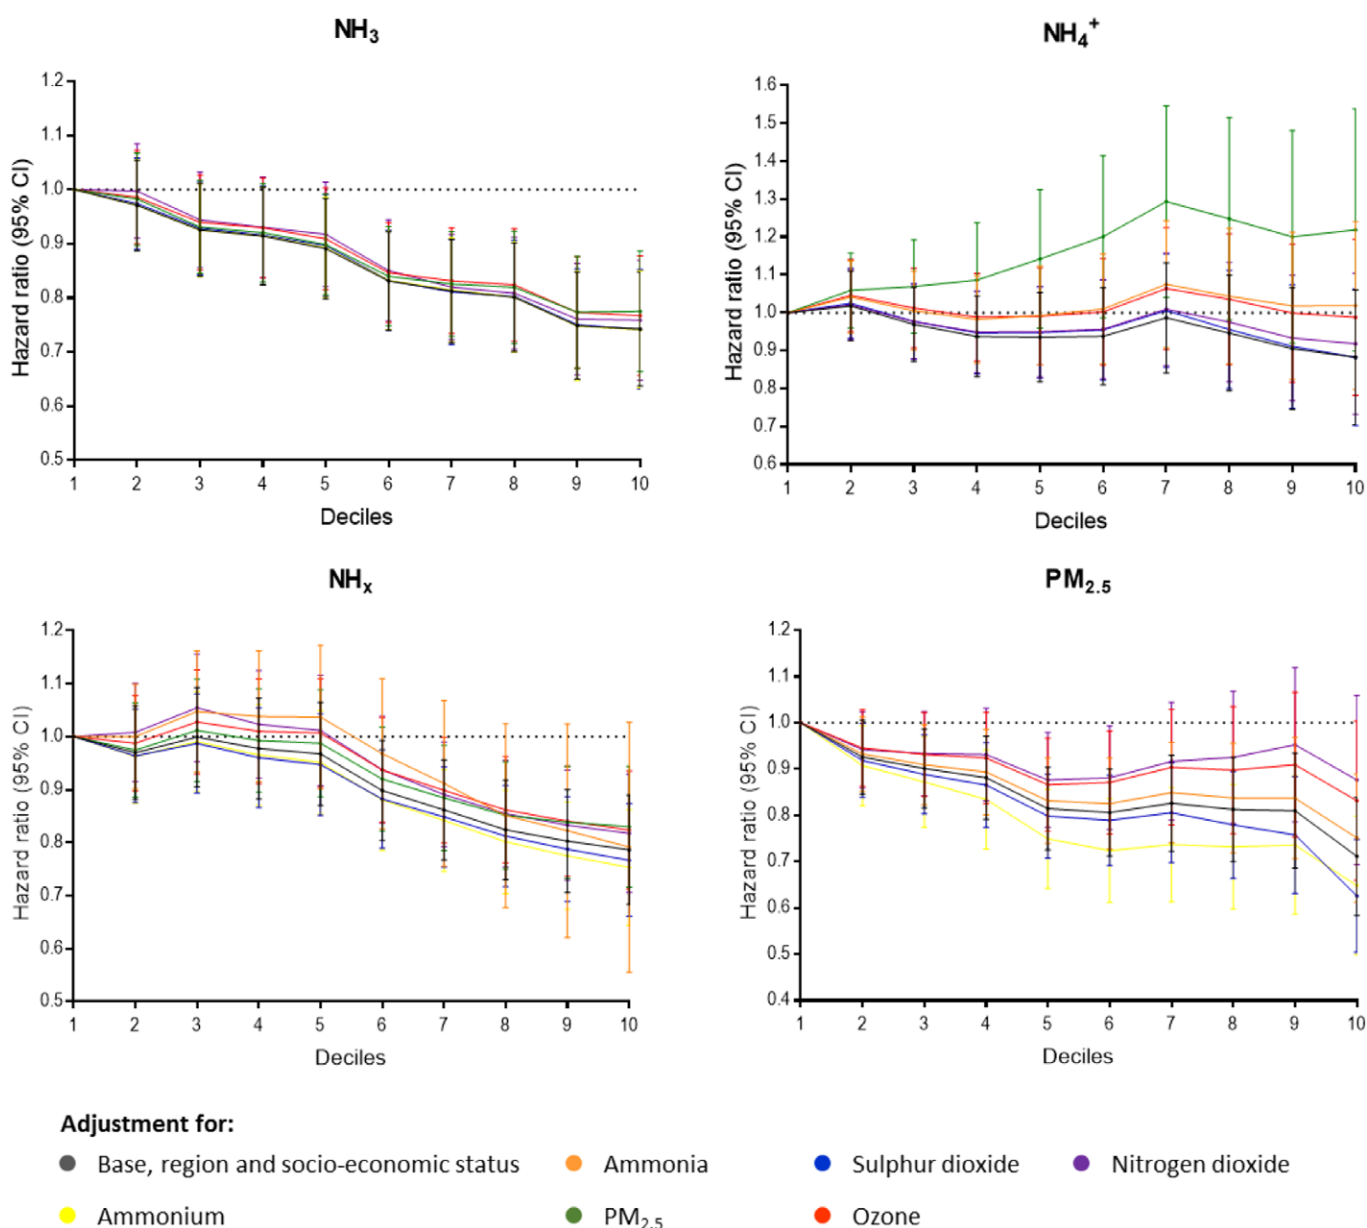 NH₃
Hazard ratio (95% CI)
1.2
1.1
1.0
0.9
0.8
0.7
0.6
0.5
1 2 3 4 5 6 7 8 9 10
Deciles
NH₄⁺
Hazard ratio (95% CI)
1.6
1.5
1.4
1.3
1.2
1.1
1.0
0.9
0.8
0.7
0.6
1 2 3 4 5 6 7 8 9 10
Deciles
NHₓ
Hazard ratio (95% CI)
1.2
1.1
1.0
0.9
0.8
0.7
0.6
0.5
1 2 3 4 5 6 7 8 9 10
Deciles
PM₂.₅
Hazard ratio (95% CI)
1.2
1.1
1.0
0.9
0.8
0.7
0.6
0.5
0.4
1 2 3 4 5 6 7 8 9 10
Deciles
Adjustment for:
Base, region and socio-economic status
Ammonia
Sulphur dioxide
Nitrogen dioxide
Ammonium
PM₂.₅
Ozone